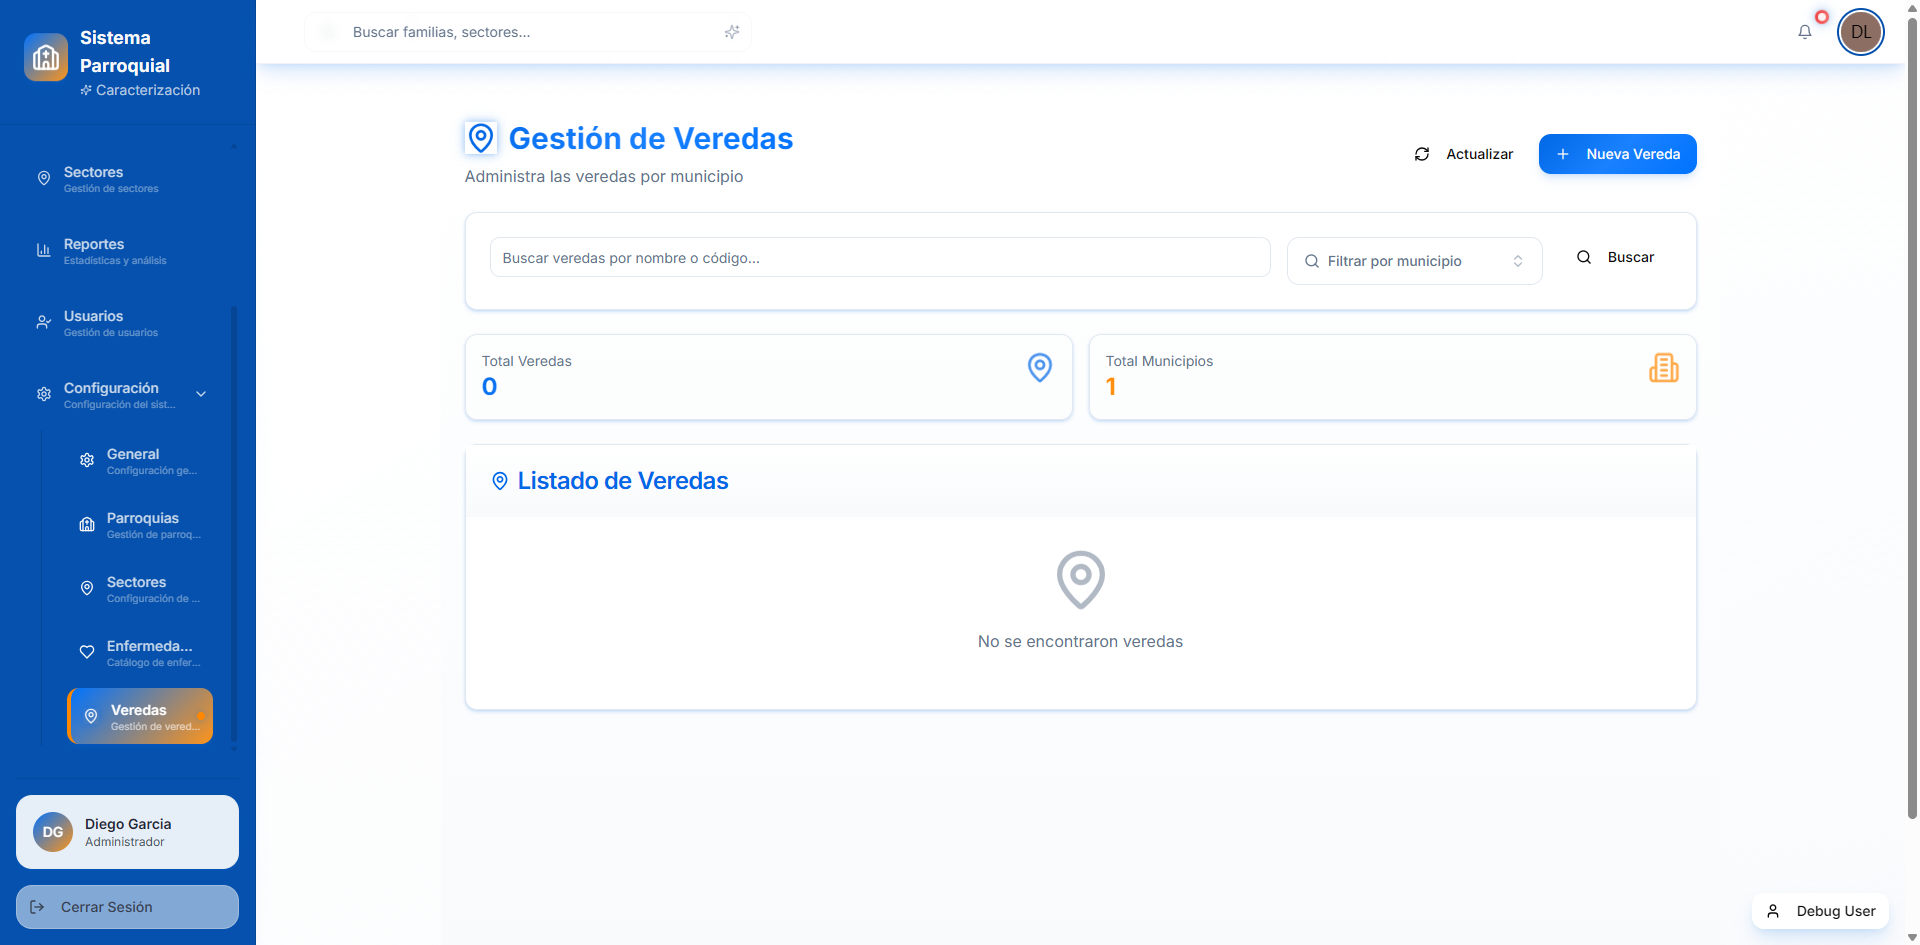 Sistema
Parroquial
Caracterización
Buscar familias, sectores...
DL
Sectores
Gestión de sectores
Reportes
Estadísticas y análisis
Usuarios
Gestión de usuarios
Configuración
Configuración del sist...
General
Configuración ge...
Parroquias
Gestión de parroq...
Sectores
Configuración de ...
Enfermeda...
Catálogo de enfer...
Veredas
Gestión de vered...
DG
Diego Garcia
Administrador
Cerrar Sesión
Gestión de Veredas
Administra las veredas por municipio
Actualizar
Nueva Vereda
Buscar veredas por nombre o código...
Filtrar por municipio
Buscar
Total Veredas
0
Total Municipios
1
Listado de Veredas
No se encontraron veredas
Debug User